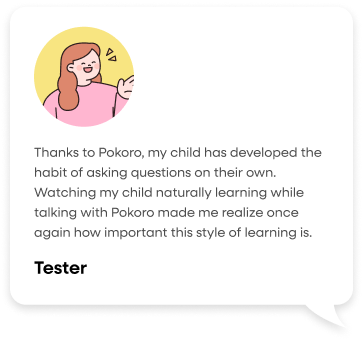 Thanks to Pokoro, my child has developed the
habit of asking questions on their own.
Watching my child naturally learning while
talking with Pokoro made me realize once
again how important this style of learning is.
Tester